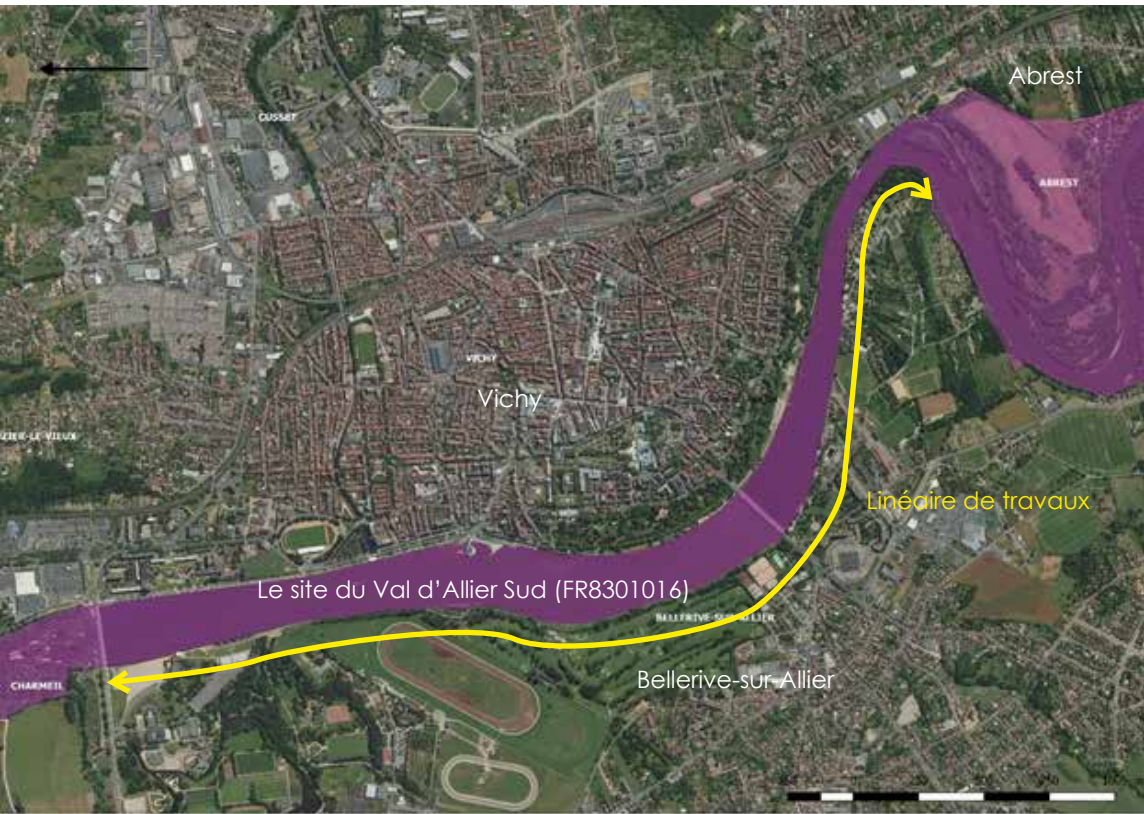 Abrest
CUSSET
ABREST
VICHY
Vichy
Linéaire de travaux
Le site du Val d’Allier Sud (FR8301016)
BELLERIVE-SUR-ALLIER
Bellerive-sur-Allier
CHARMEIL